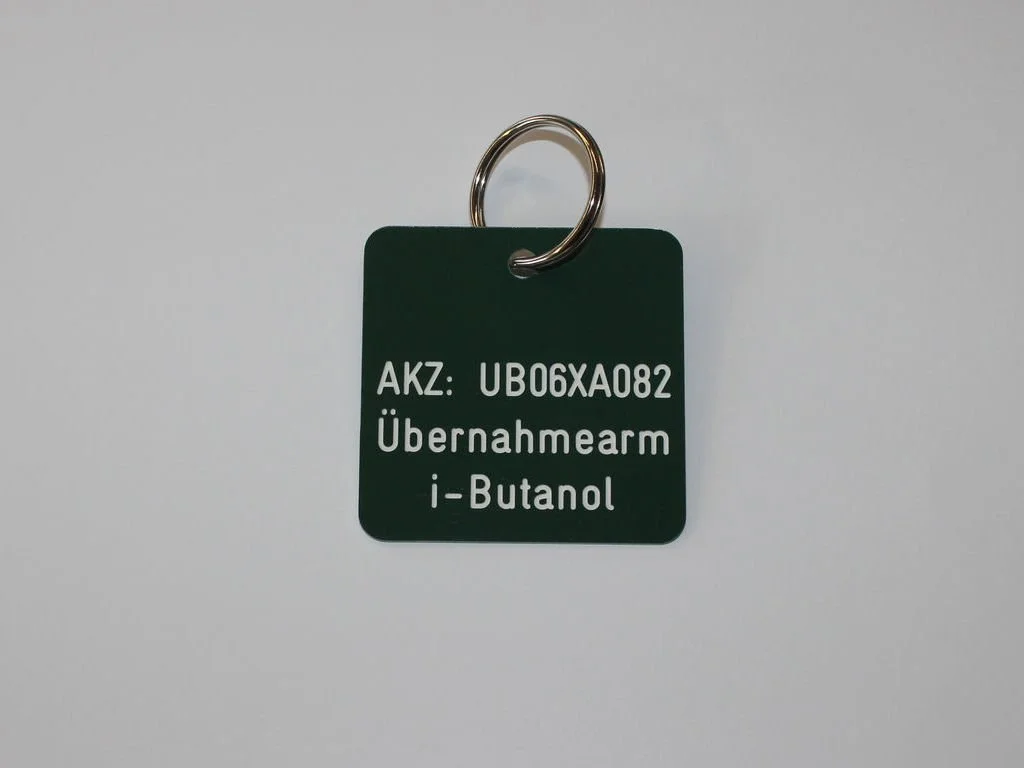 AKZ: UB06XA082
Übernahmearm
i-Butanol